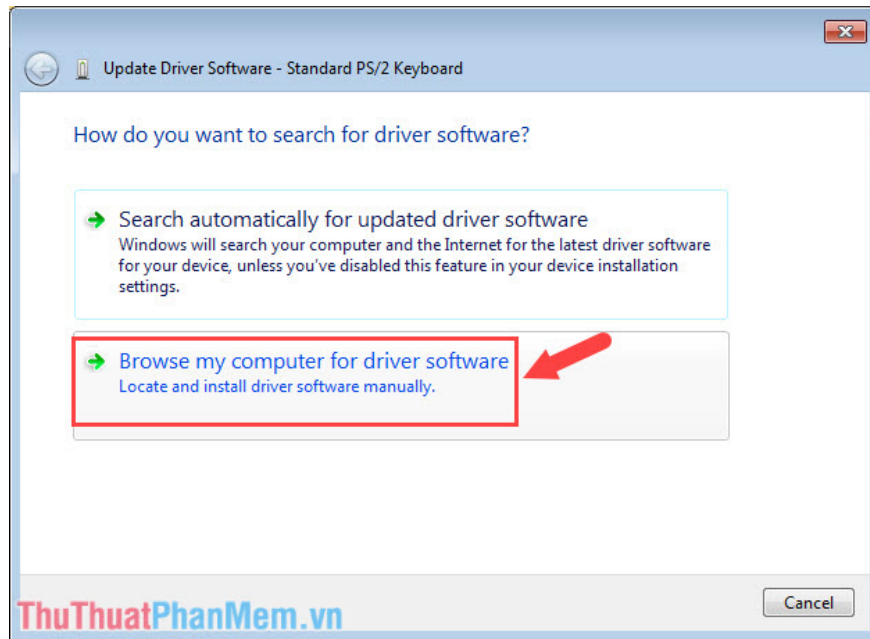 Update Driver Software - Standard PS/2 Keyboard
How do you want to search for driver software?
Search automatically for updated driver software
Windows will search your computer and the Internet for the latest driver software
for your device, unless you've disabled this feature in your device installation
settings.
Browse my computer for driver software
Locate and install driver software manually.
Cancel
ThuThuatPhanMem.vn